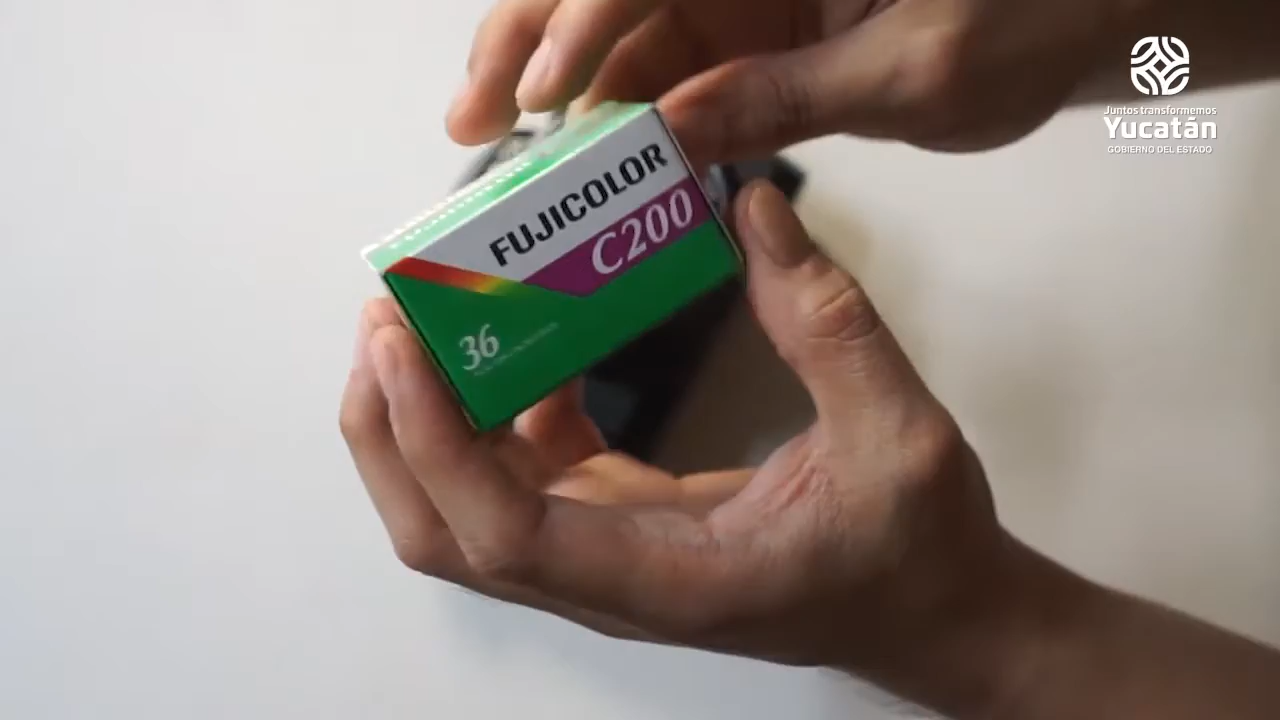 Juntos transformemos
Yucatán
GOBIERNO DEL ESTADO
FUJICOLOR
C200
36